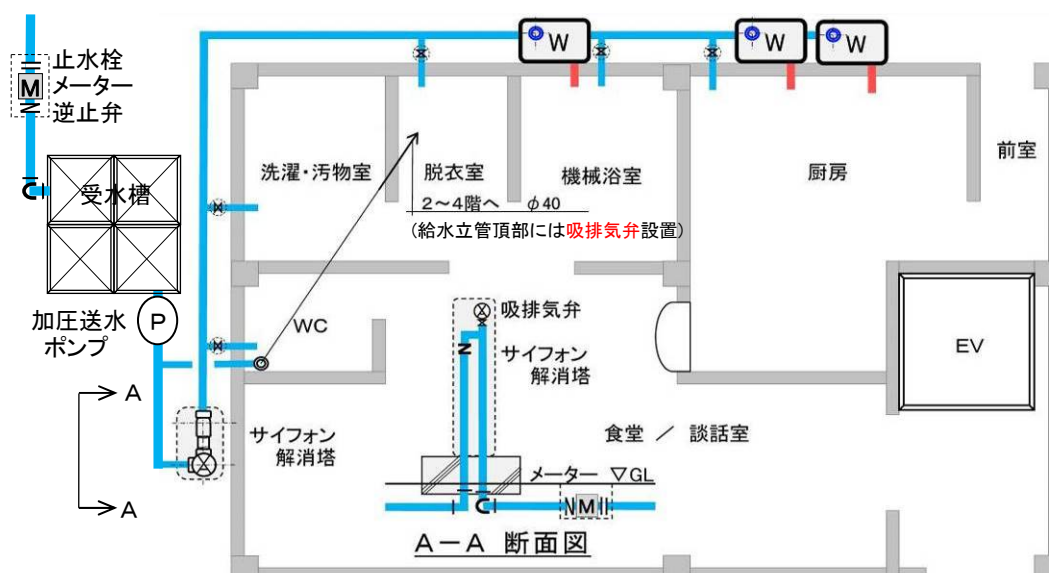 止水栓
メーター
逆止弁
M
受水槽
加圧送水
ポンプ
P
A
A
W
W
W
洗濯・汚物室
脱衣室
機械浴室
厨房
前室
2～4階へ φ40
(給水立管頂部には吸排気弁設置)
WC
吸排気弁
サイフォン
解消塔
EV
サイフォン
解消塔
食堂 / 談話室
メーター ▽GL
M
A－A 断面図